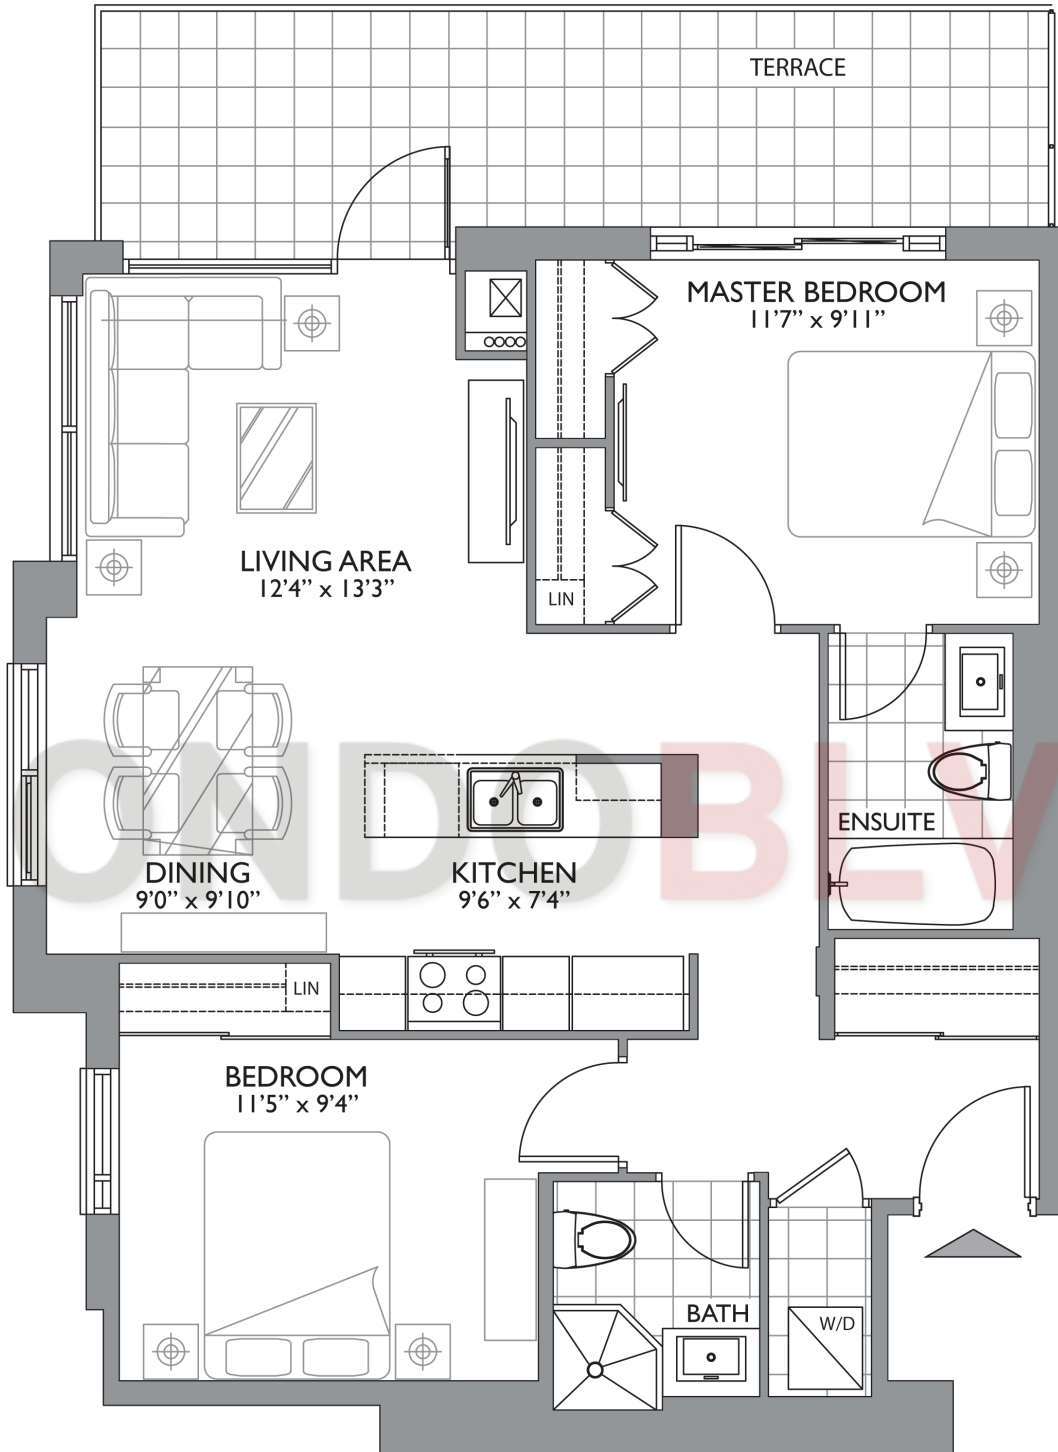 TERRACE
MASTER BEDROOM
11'7" x 9'11"
LIVING AREA
12'4" x 13'3"
LIN
ENSUITE
ONDOBLV
DINING
9'0" x 9'10"
KITCHEN
9'6" x 7'4"
LIN
BEDROOM
11'5" x 9'4"
BATH
W/D